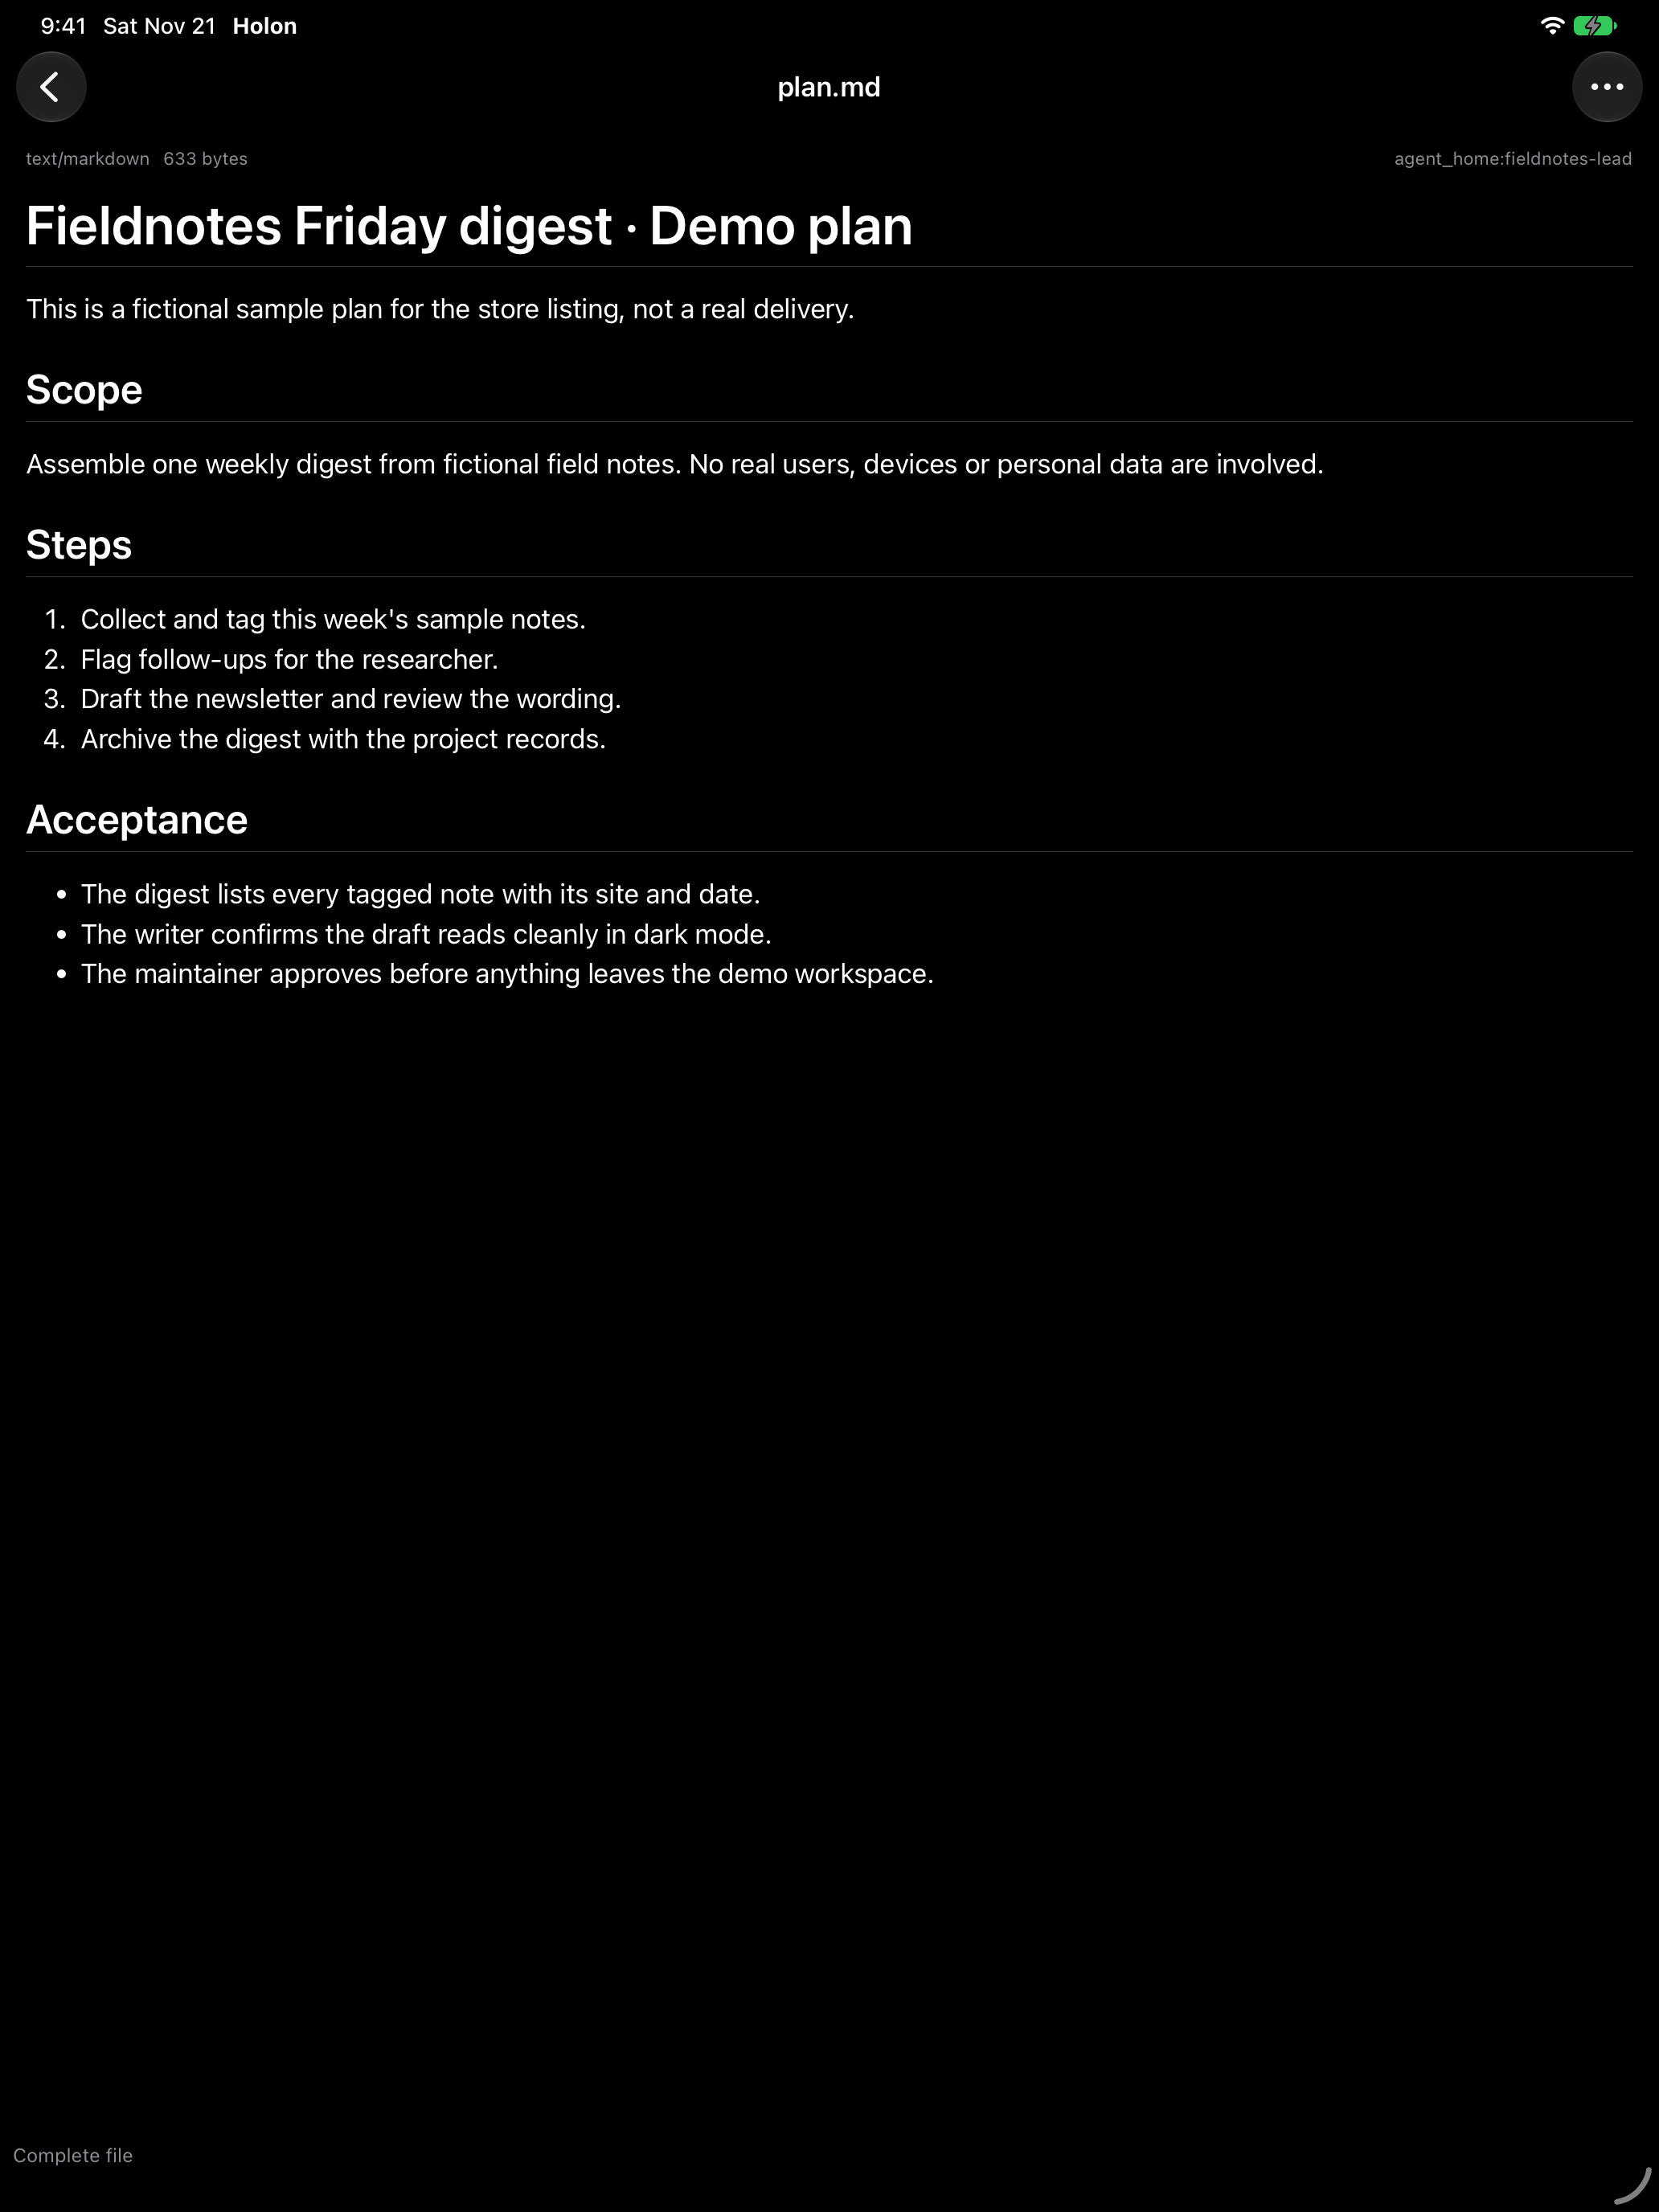 9:41 Sat Nov 21 Holon
plan.md
text/markdown 633 bytes
agent_home:fieldnotes-lead
Fieldnotes Friday digest · Demo plan
This is a fictional sample plan for the store listing, not a real delivery.
Scope
Assemble one weekly digest from fictional field notes. No real users, devices or personal data are involved.
Steps
1. Collect and tag this week's sample notes.
2. Flag follow-ups for the researcher.
3. Draft the newsletter and review the wording.
4. Archive the digest with the project records.
Acceptance
• The digest lists every tagged note with its site and date.
• The writer confirms the draft reads cleanly in dark mode.
• The maintainer approves before anything leaves the demo workspace.
Complete file